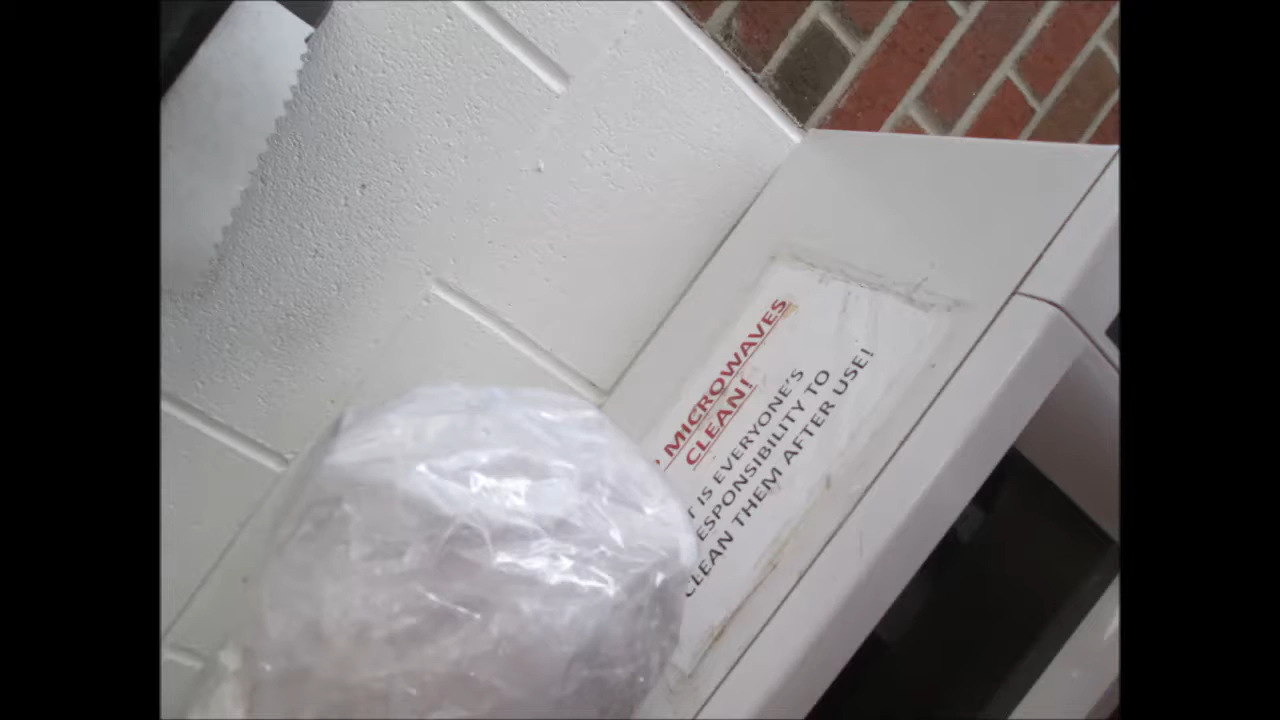 MICROWAVES
CLEAN!
IS EVERYONE'S
ESPONSIBILITY TO
CLEAN THEM AFTER USE!